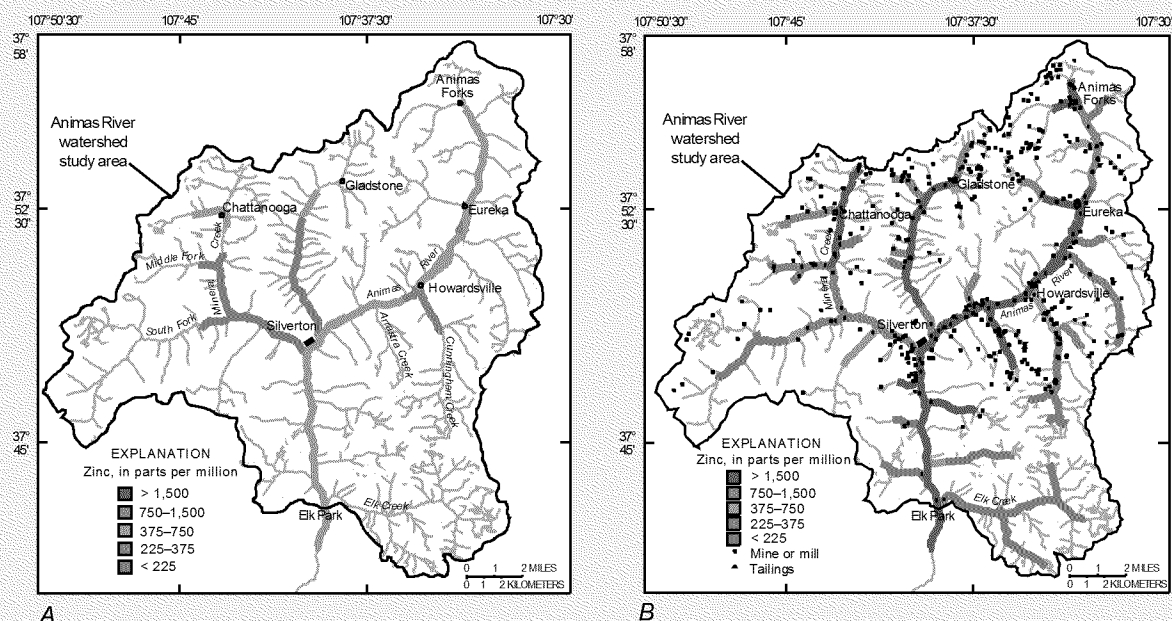 107°50'30"
107°45'
107°37'30"
107°30'
37°
58'
Animas
Forks
Animas River
watershed
study area
Gladstone
37°
52'
30"
Chattanooga
Eureka
Creek
Middle Fork
River
Mineral
Animas
Howardsville
South Fork
Silverton
Arrastra Creek
Cunningham Creek
37°
45'
EXPLANATION
Zinc, in parts per million
> 1,500
750–1,500
375–750
225–375
< 225
Elk Creek
Elk Park
0 1 2 MILES
0 1 2 KILOMETERS
A
107°50'30"
107°45'
107°37'30"
107°30'
37°
58'
Animas
Forks
Animas River
watershed
study area
Gladstone
37°
52'
30"
Chattanooga
Eureka
Creek
River
Mineral
Howardsville
Animas
Silverton
37°
45'
EXPLANATION
Zinc, in parts per million
> 1,500
750–1,500
375–750
225–375
< 225
Mine or mill
Tailings
Elk Creek
Elk Park
0 1 2 MILES
0 1 2 KILOMETERS
B